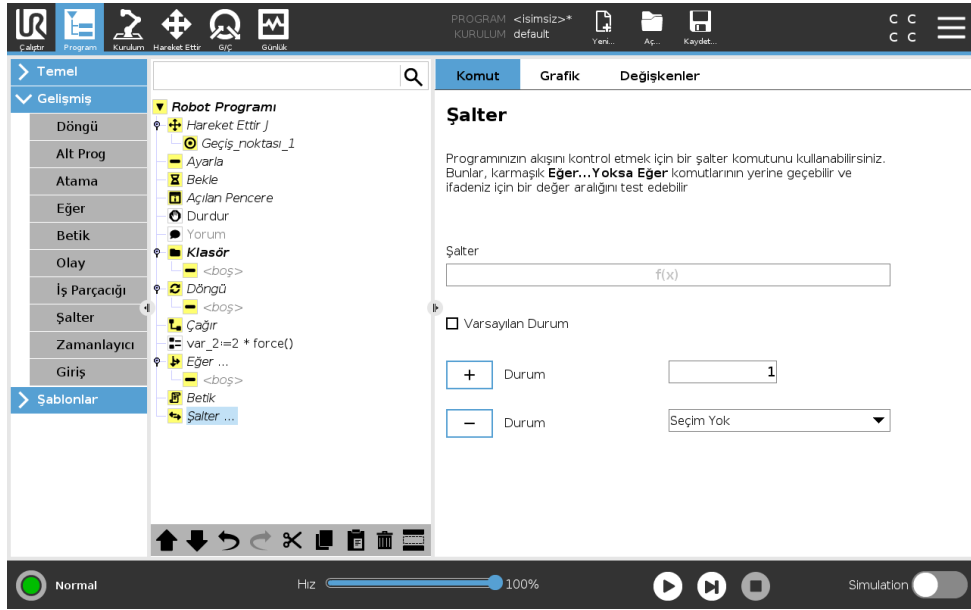 UR
PROGRAM <isimsiz>*
KURULUM default
Çalıştır
Program
Kurulum
Hareket Ettir
G/Ç
Günlük
Yeni...
Aç...
Kaydet...
C C
C C
Temel
Gelişmiş
Döngü
Alt Prog
Atama
Eğer
Betik
Olay
İş Parçacığı
Şalter
Zamanlayıcı
Giriş
Şablonlar
Robot Programı
Hareket Ettir J
Geçiş_noktası_1
Ayarla
Bekle
Açılan Pencere
Durdur
Yorum
Klasör
<boş>
Döngü
<boş>
Çağır
var_2:=2 * force()
Eğer ...
<boş>
Betik
Şalter ...
Komut
Grafik
Değişkenler
Şalter
Programınızın akışını kontrol etmek için bir şalter komutunu kullanabilirsiniz.
Bunlar, karmaşık Eğer...Yoksa Eğer komutlarının yerine geçebilir ve
ifadeniz için bir değer aralığını test edebilir
Şalter
f(x)
Varsayılan Durum
+ Durum 1
− Durum Seçim Yok
Normal
Hız 100%
Simulation